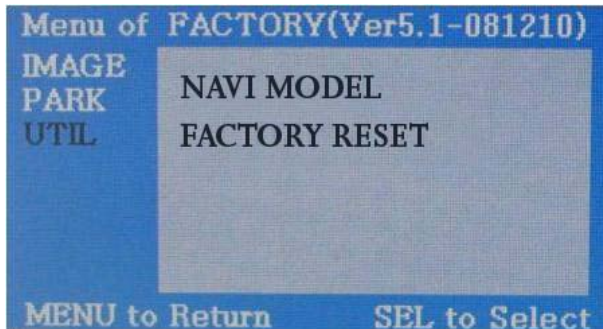 Menu of FACTORY(Ver5.1-081210)
IMAGE
PARK
UTIL
NAVI MODEL
FACTORY RESET
MENU to Return SEL to Select